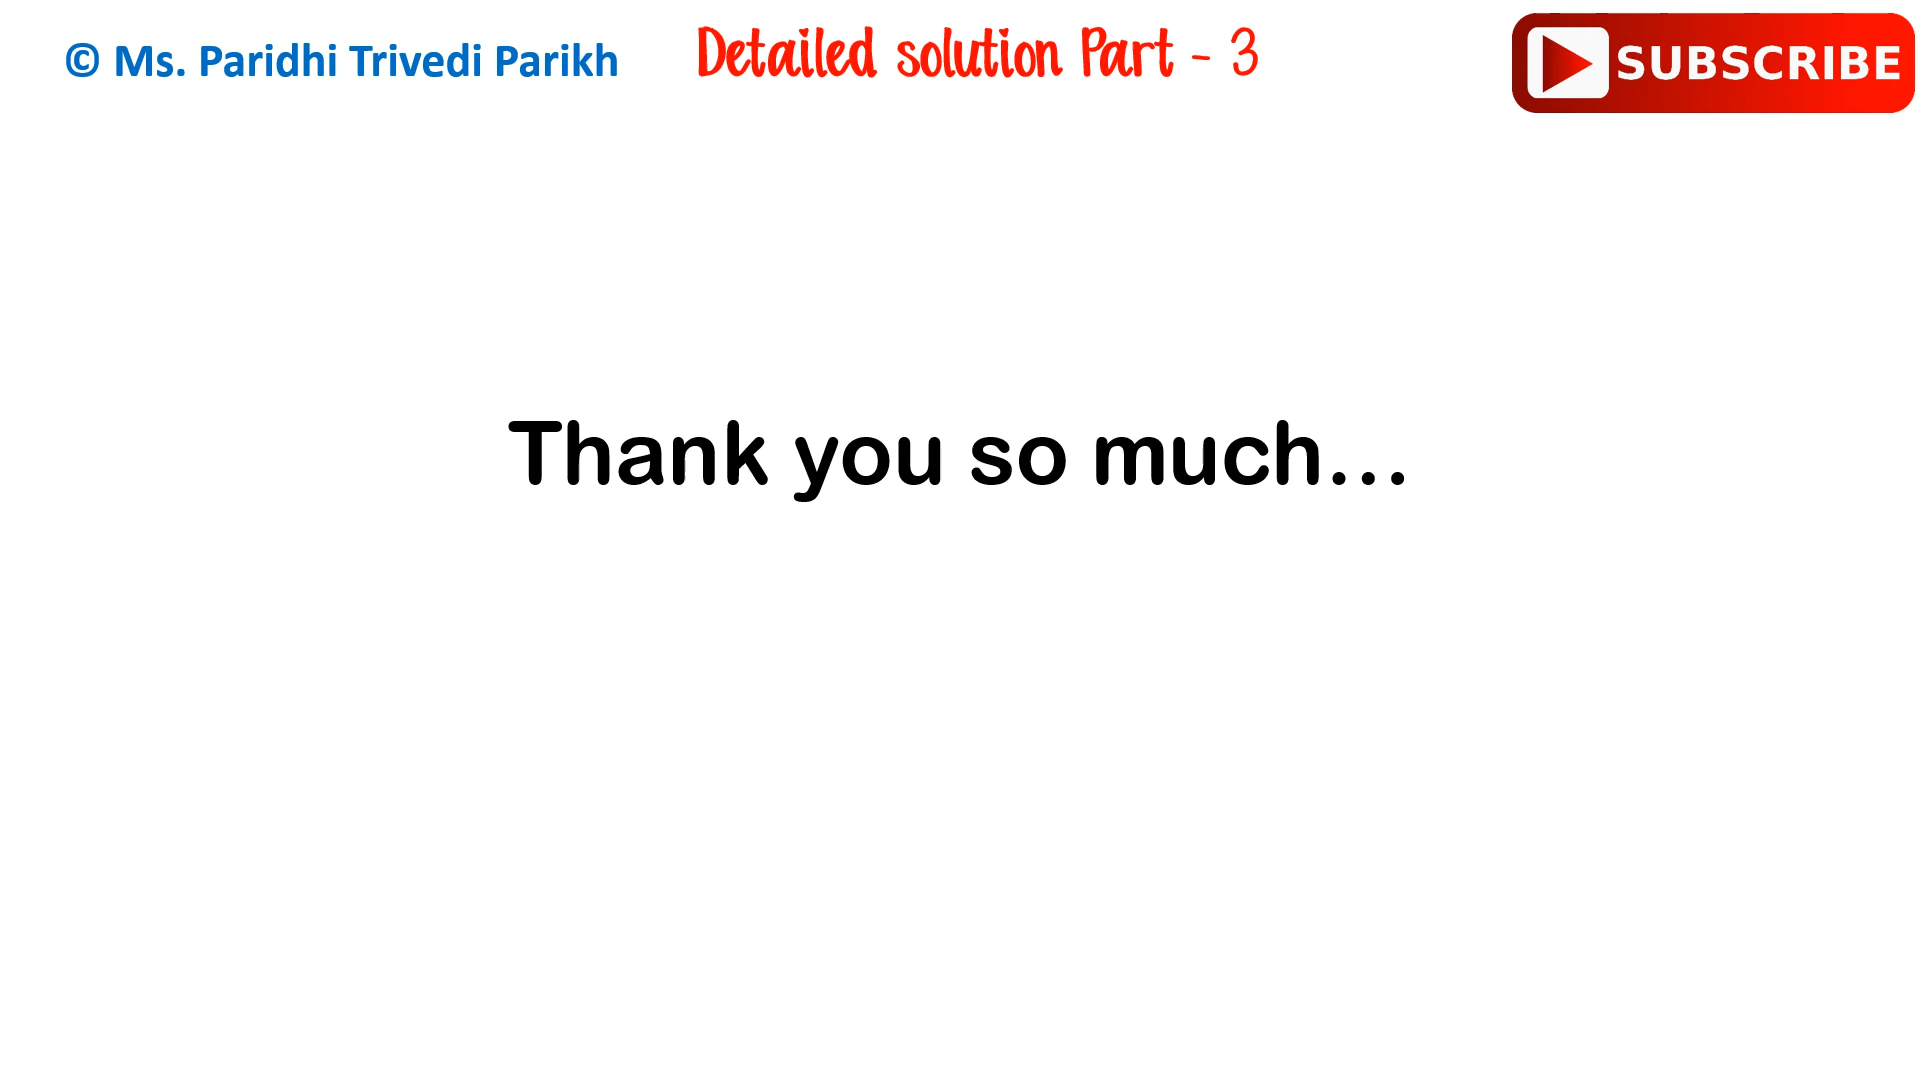 © Ms. Paridhi Trivedi Parikh Detailed solution Part - 3 SUBSCRIBE
Thank you so much...